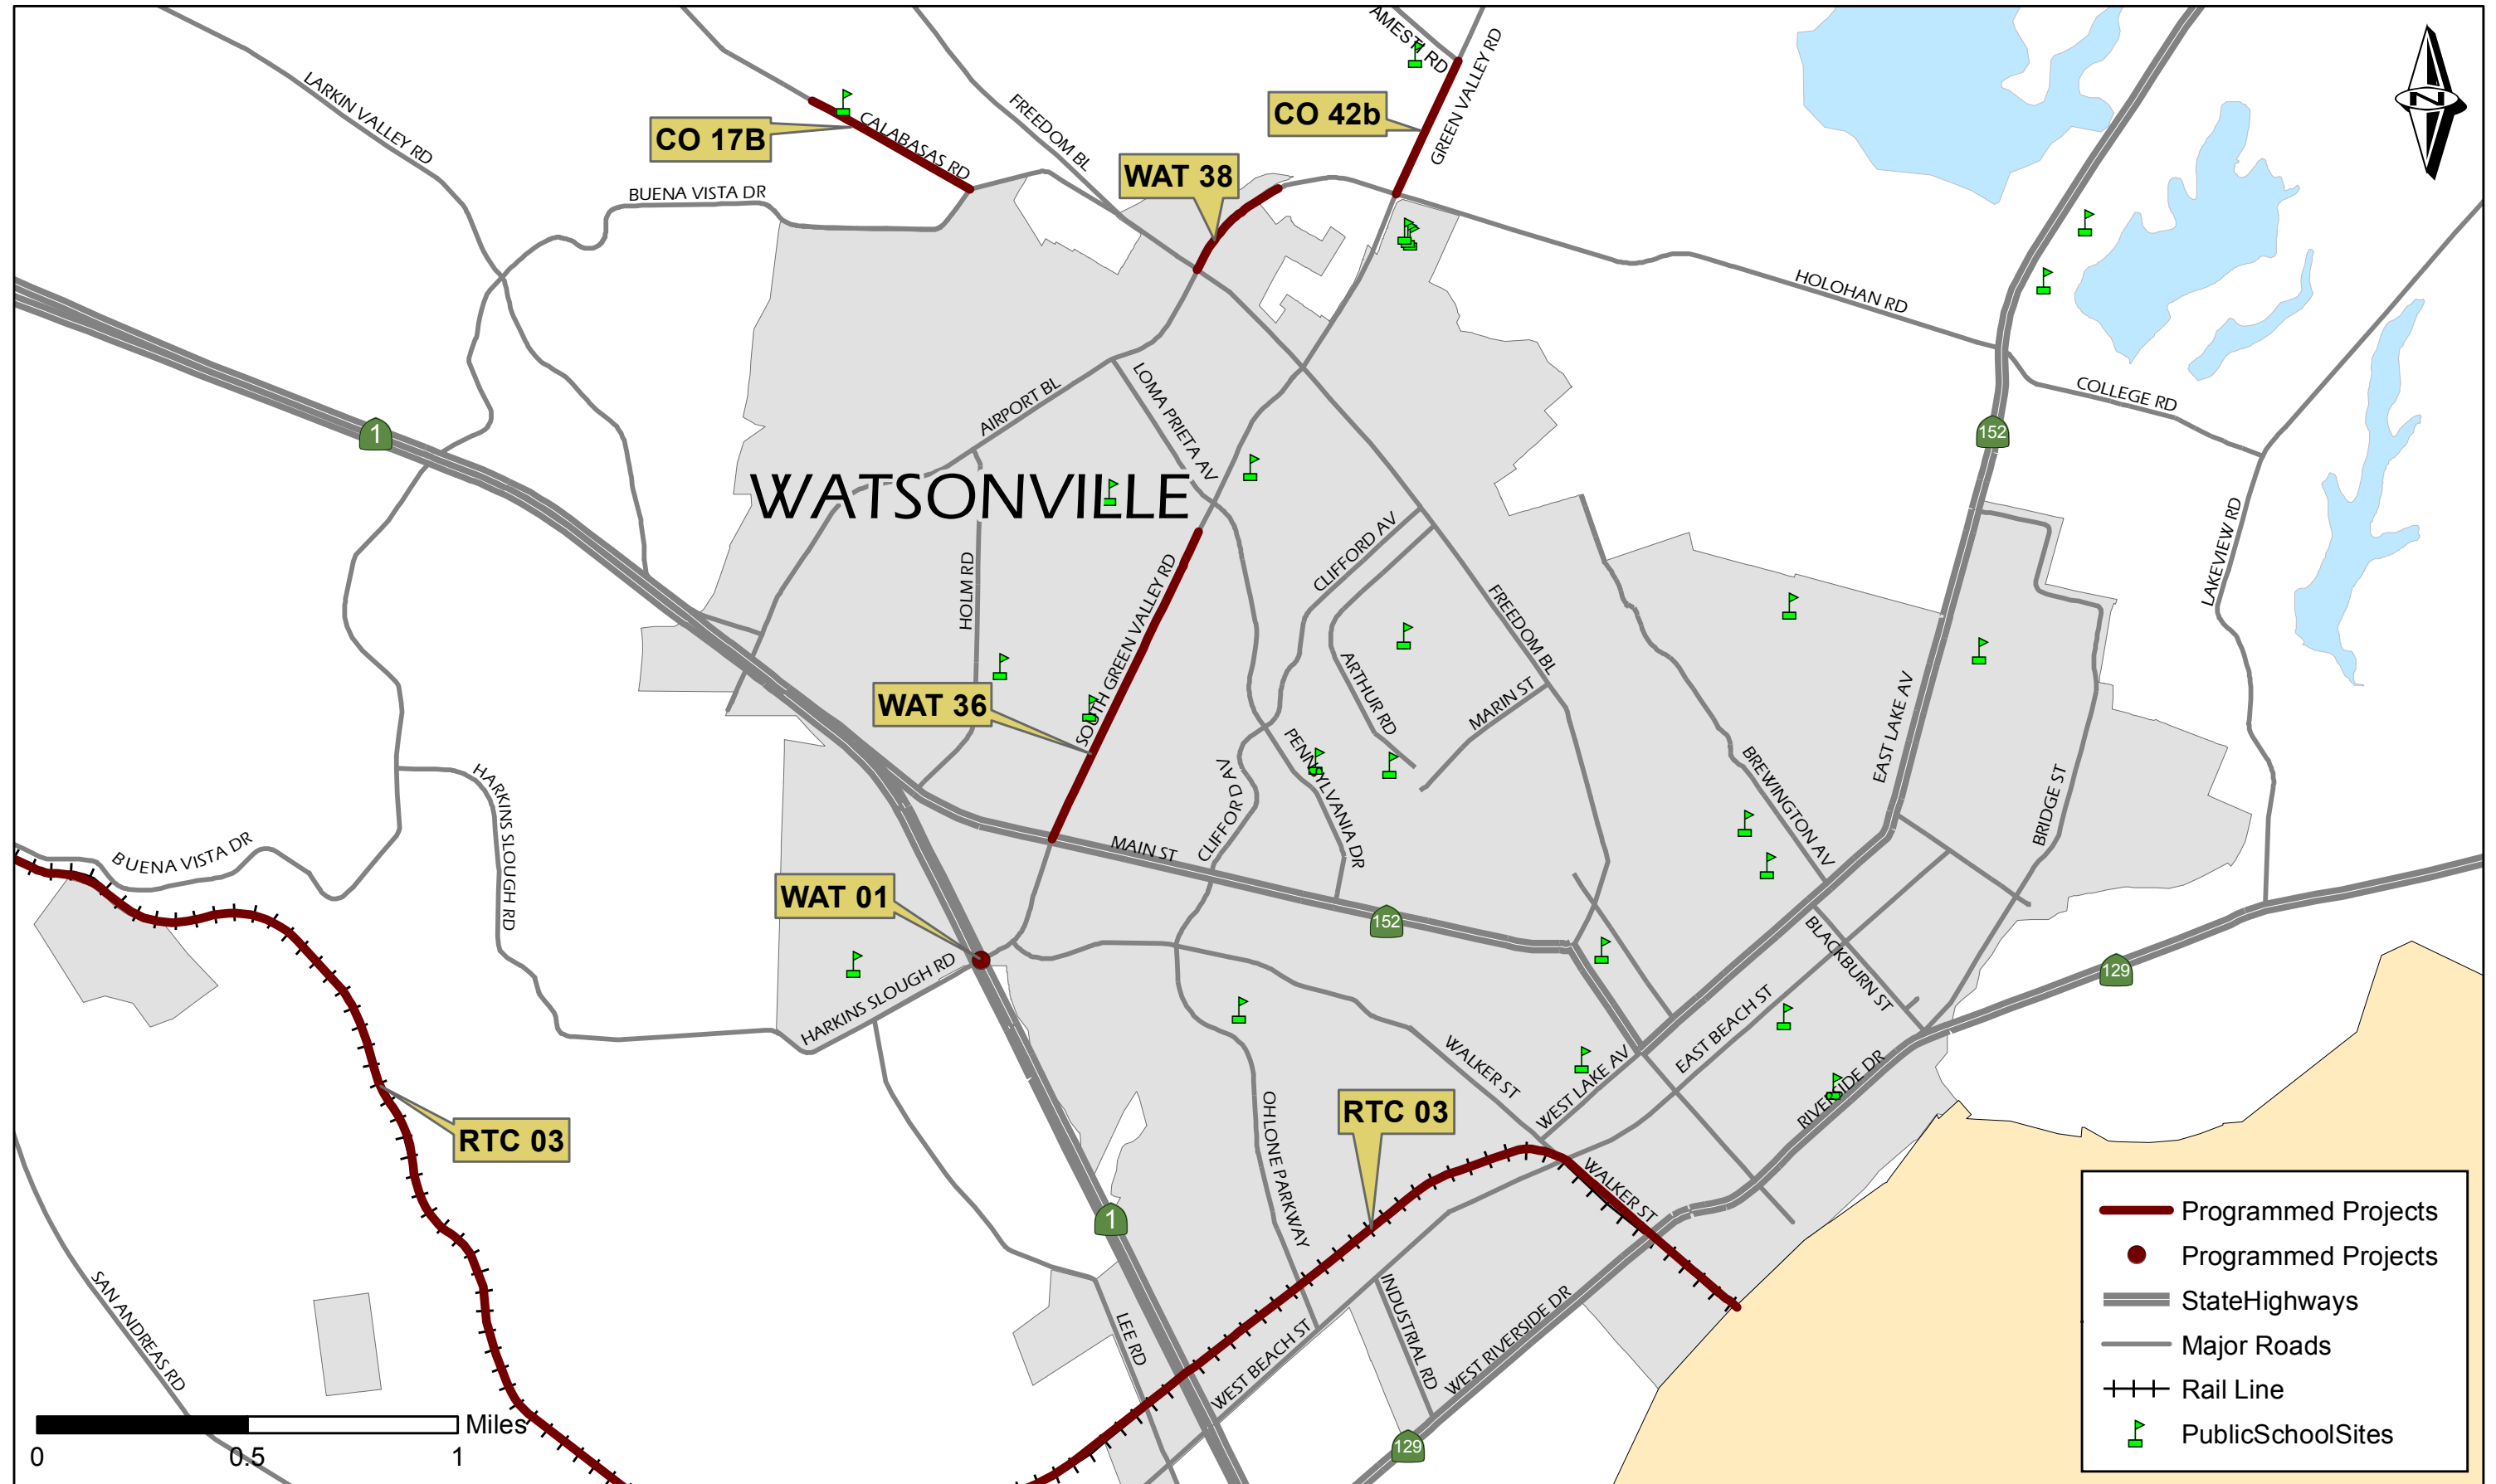 AMESTI RD
GREEN VALLEY RD
N
LARKIN VALLEY RD
CO 17B
CALABASAS RD
FREEDOM BL
CO 42b
WAT 38
BUENA VISTA DR
HOLOHAN RD
COLLEGE RD
1
152
AIRPORT BL
LOMA PRIETA AV
WATSONVILLE
HOLM RD
SOUTH GREEN VALLEY RD
CLIFFORD AV
FREEDOM BL
LAKEVIEW RD
WAT 36
ARTHUR RD
MARIN ST
EAST LAKE AV
PENNSYLVANIA DR
CLIFFORD AV
BREWINGTON AV
BRIDGE ST
HARKINS SLOUGH RD
BUENA VISTA DR
MAIN ST
WAT 01
152
HARKINS SLOUGH RD
BLACKBURN ST
129
EAST BEACH ST
WALKER ST
WEST LAKE AV
RIVERSIDE DR
RTC 03
RTC 03
OHLONE PARKWAY
WALKER ST
1
SAN ANDREAS RD
LEE RD
WEST BEACH ST
INDUSTRIAL RD
WEST RIVERSIDE DR
129
Miles
0 0.5 1
Programmed Projects
Programmed Projects
StateHighways
Major Roads
Rail Line
PublicSchoolSites